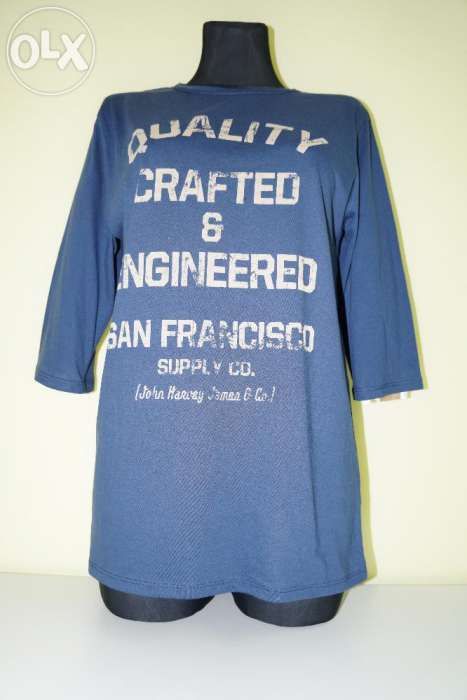 OLX
QUALITY
CRAFTED
&
ENGINEERED
SAN FRANCISCO
SUPPLY CO.
(John Harvey James & Co.)